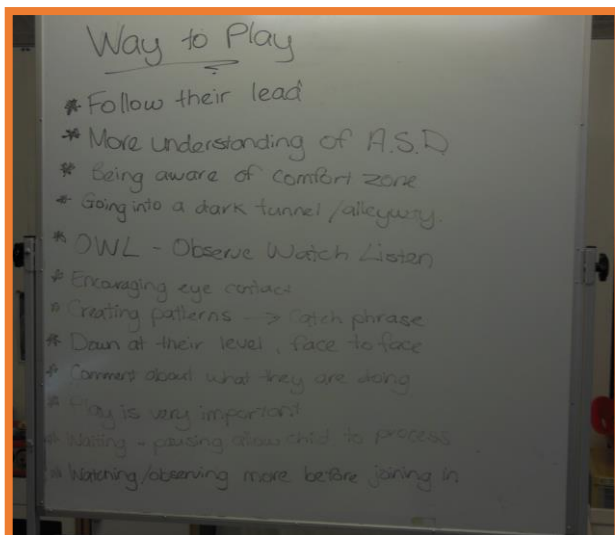 Way to Play
* Follow their lead
* More understanding of A.S.D
* Being aware of comfort zone
* Going into a dark tunnel/alleyway.
* OWL - Observe Watch Listen
* Encouraging eye contact
* Creating patterns --> Catch phrase
* Down at their level, face to face
* Comment about what they are doing
* Play is very important
* Waiting - pausing allow child to process
* Watching/observing more before joining in